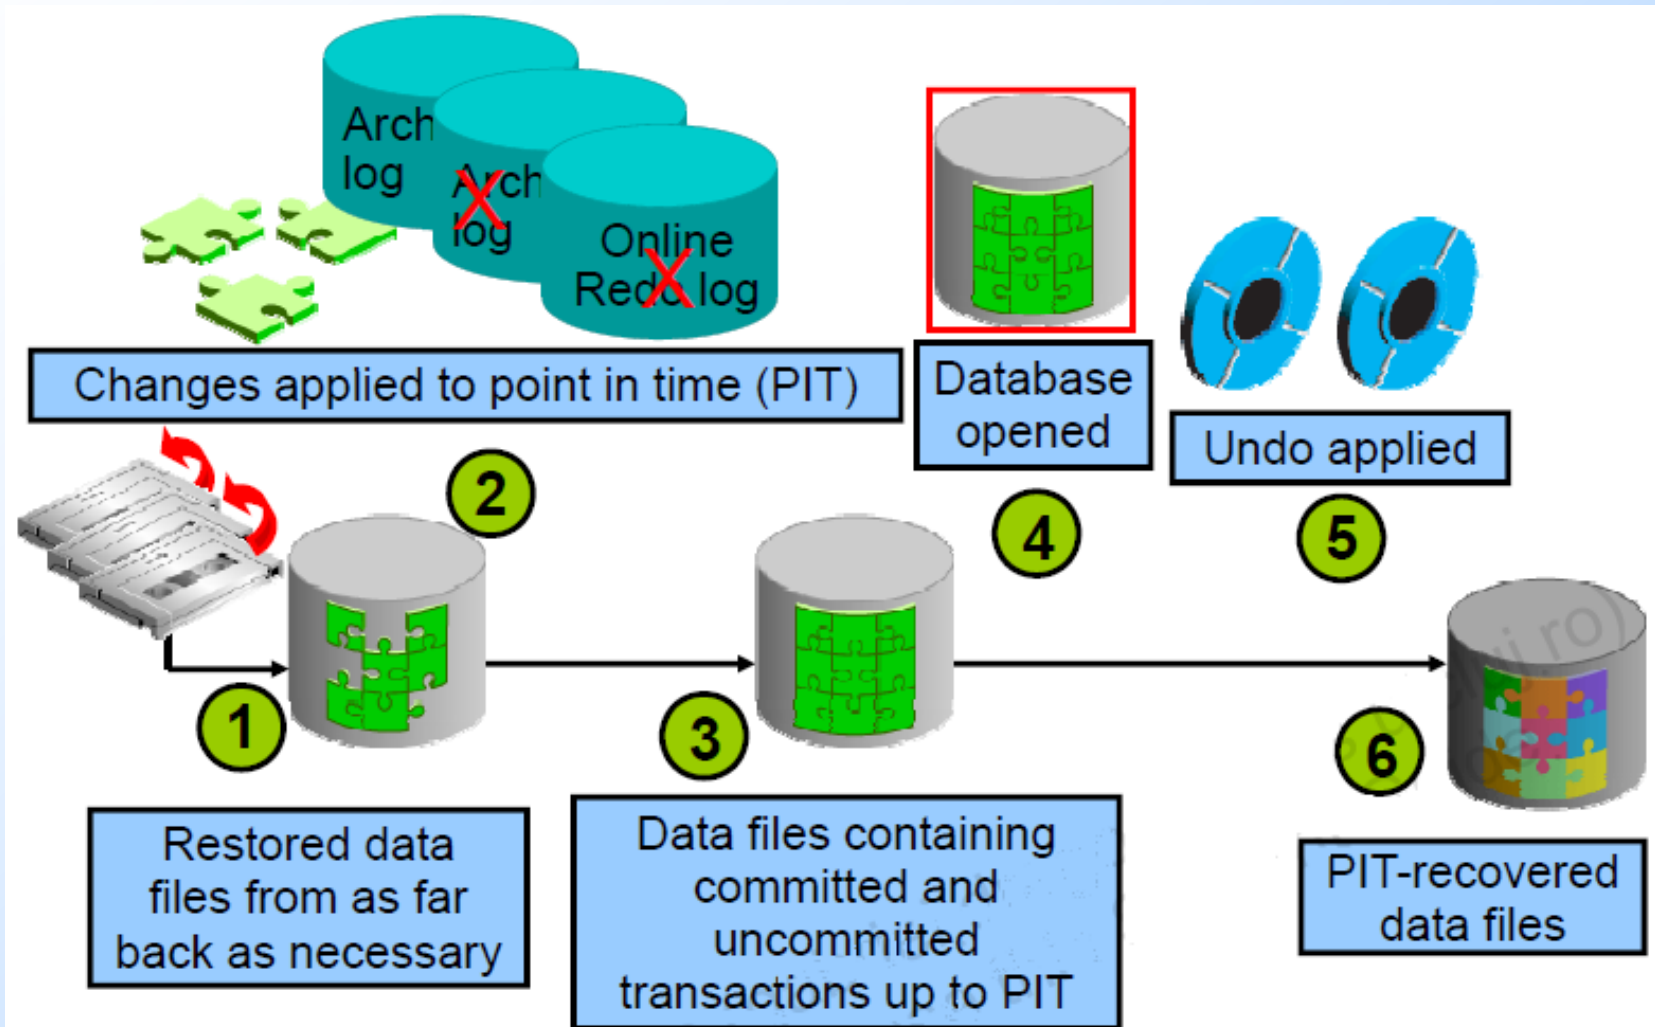 Arch
log
Arch
log
Online
Redo log
Changes applied to point in time (PIT)
Database
opened
Undo applied
2
4
5
1
3
6
Restored data
files from as far
back as necessary
Data files containing
committed and
uncommitted
transactions up to PIT
PIT-recovered
data files